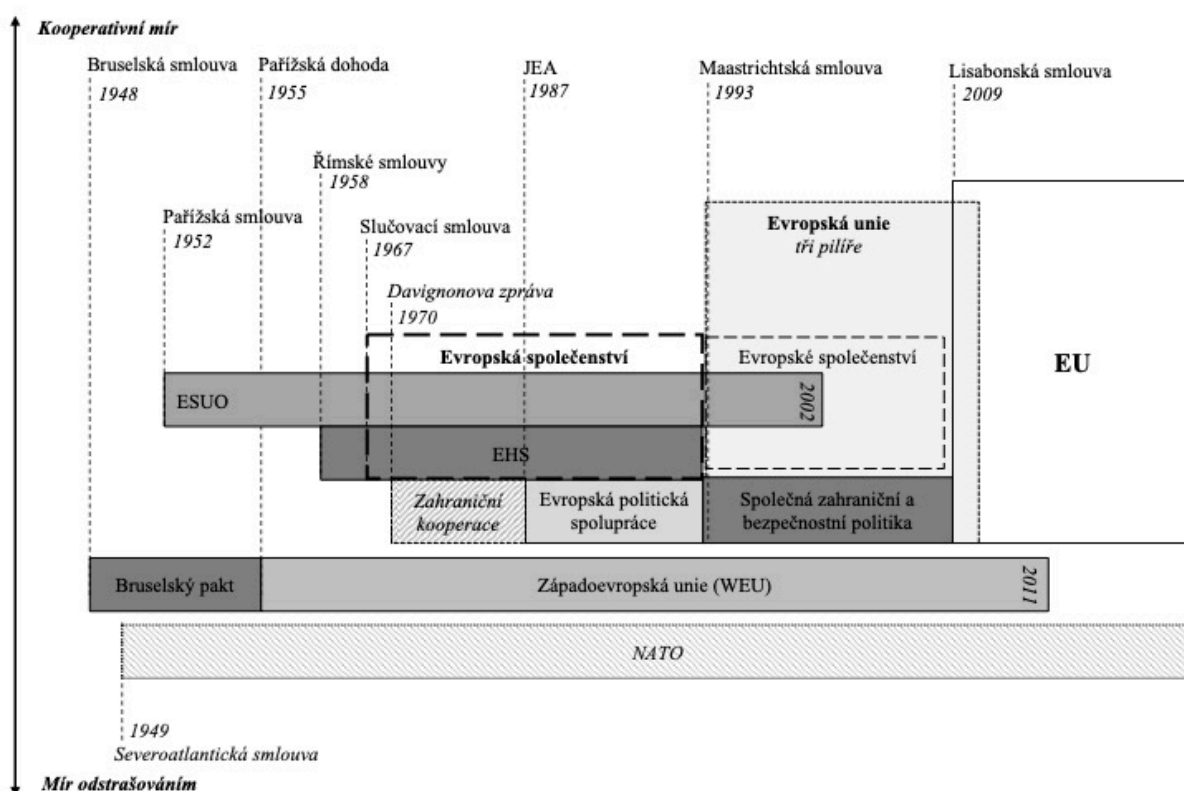 Kooperativní mír
Bruselská smlouva
1948
Pařížská dohoda
1955
JEA
1987
Maastrichtská smlouva
1993
Lisabonská smlouva
2009
Římské smlouvy
1958
Pařížská smlouva
1952
Slučovací smlouva
1967
Davignonova zpráva
1970
Evropská unie
tři pilíře
Evropská společenství
Evropské společenství
EU
ESUO
2002
EHS
Zahraniční
kooperace
Evropská politická
spolupráce
Společná zahraniční a
bezpečnostní politika
Bruselský pakt
Západoevropská unie (WEU)
2011
NATO
1949
Severoatlantická smlouva
Mír odstrašováním